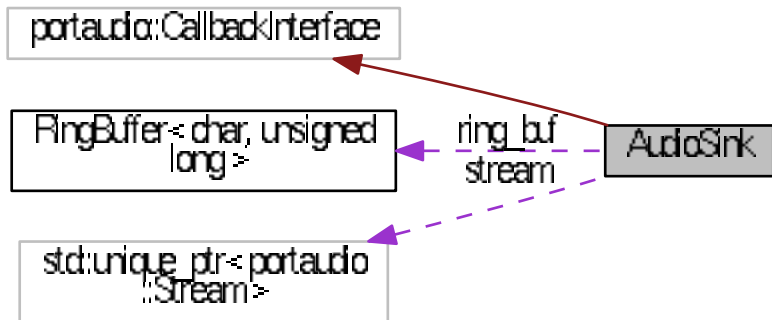 portaudio::CallbackInterface
RingBuffer< char, unsigned
long >
ring_buf
stream
AudioSink
std::unique_ptr< portaudio
::Stream >